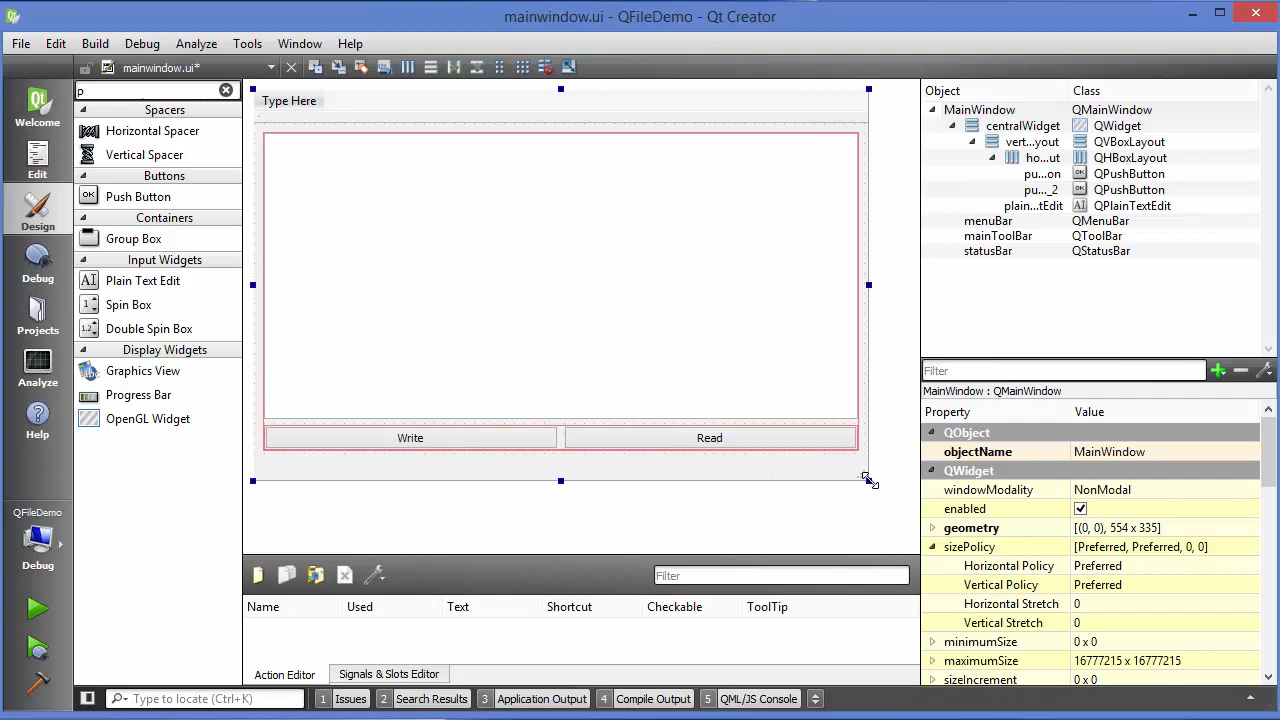 mainwindow.ui - QFileDemo - Qt Creator
File Edit Build Debug Analyze Tools Window Help
mainwindow.ui*
Welcome
Edit
Design
Debug
Projects
Analyze
Help
QFileDemo
Debug
p
Spacers
Horizontal Spacer
Vertical Spacer
Buttons
OK Push Button
Containers
Group Box
Input Widgets
AI Plain Text Edit
1 Spin Box
1.2 Double Spin Box
Display Widgets
Graphics View
Progress Bar
OpenGL Widget
Type Here
Write Read
Filter
Name Used Text Shortcut Checkable ToolTip
Action Editor Signals & Slots Editor
Object Class
MainWindow QMainWindow
centralWidget QWidget
vert...yout QVBoxLayout
ho...ut QHBoxLayout
pu...on OK QPushButton
pu..._2 OK QPushButton
plain...tEdit AI QPlainTextEdit
menuBar QMenuBar
mainToolBar QToolBar
statusBar QStatusBar
Filter
MainWindow : QMainWindow
Property Value
QObject
objectName MainWindow
QWidget
windowModality NonModal
enabled
geometry [(0, 0), 554 x 335]
sizePolicy [Preferred, Preferred, 0, 0]
Horizontal Policy Preferred
Vertical Policy Preferred
Horizontal Stretch 0
Vertical Stretch 0
minimumSize 0 x 0
maximumSize 16777215 x 16777215
sizeIncrement 0 x 0
Type to locate (Ctrl+K) 1 Issues 2 Search Results 3 Application Output 4 Compile Output 5 QML/JS Console